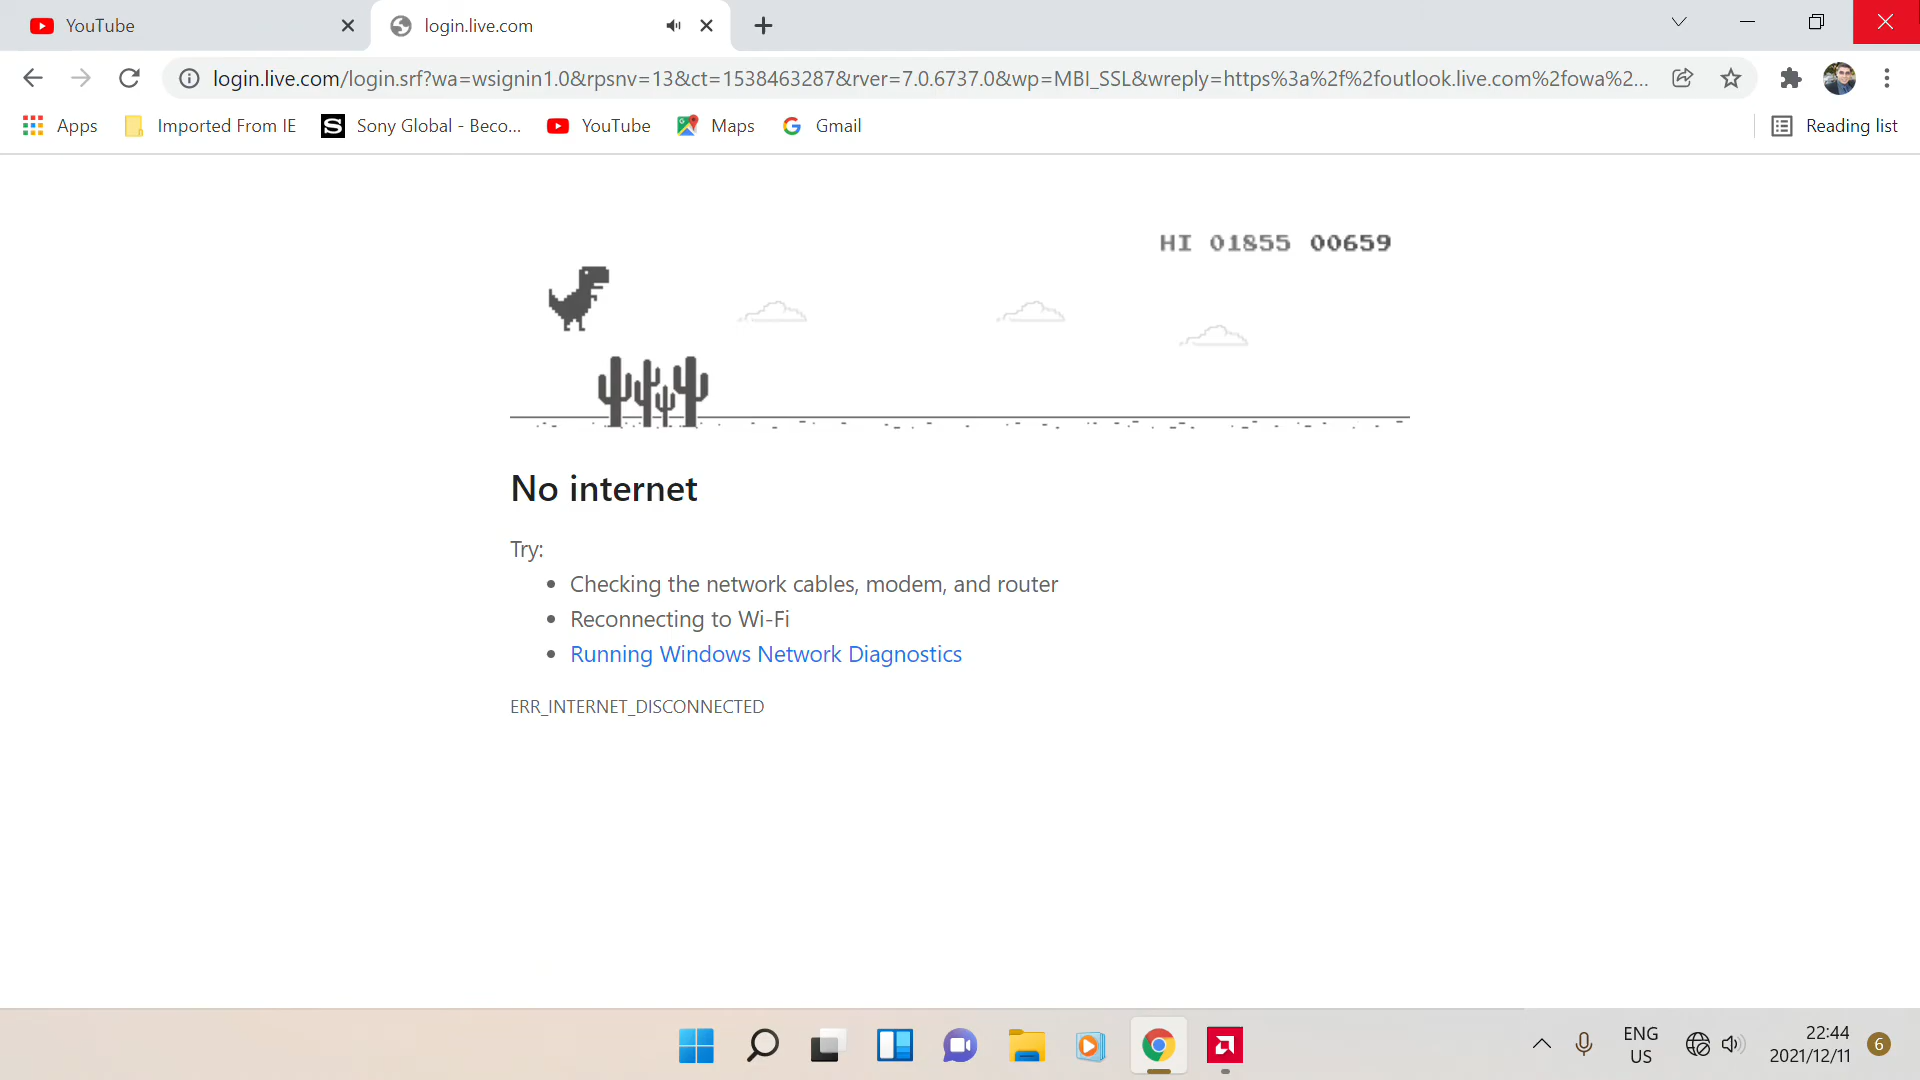 YouTube
login.live.com
login.live.com/login.srf?wa=wsignin1.0&rpsnv=13&ct=1538463287&rver=7.0.6737.0&wp=MBI_SSL&wreply=https%3a%2f%2foutlook.live.com%2fowa%2...
Apps
Imported From IE
S
Sony Global - Beco...
YouTube
Maps
Gmail
Reading list
HI 01855 00659
No internet
Try:
• Checking the network cables, modem, and router
• Reconnecting to Wi-Fi
• Running Windows Network Diagnostics
ERR_INTERNET_DISCONNECTED
ENG
US
22:44
2021/12/11
6